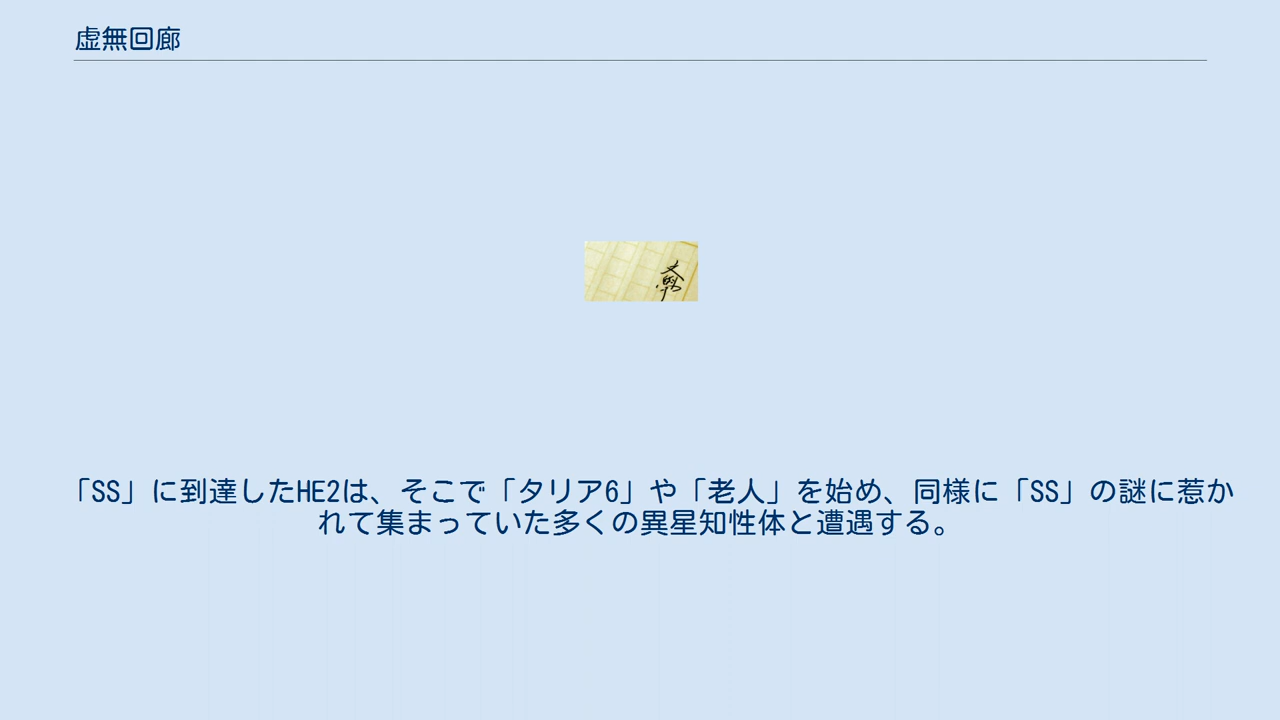 虚無回廊
「SS」に到達したHE2は、そこで「タリア6」や「老人」を始め、同様に「SS」の謎に惹か
れて集まっていた多くの異星知性体と遭遇する。